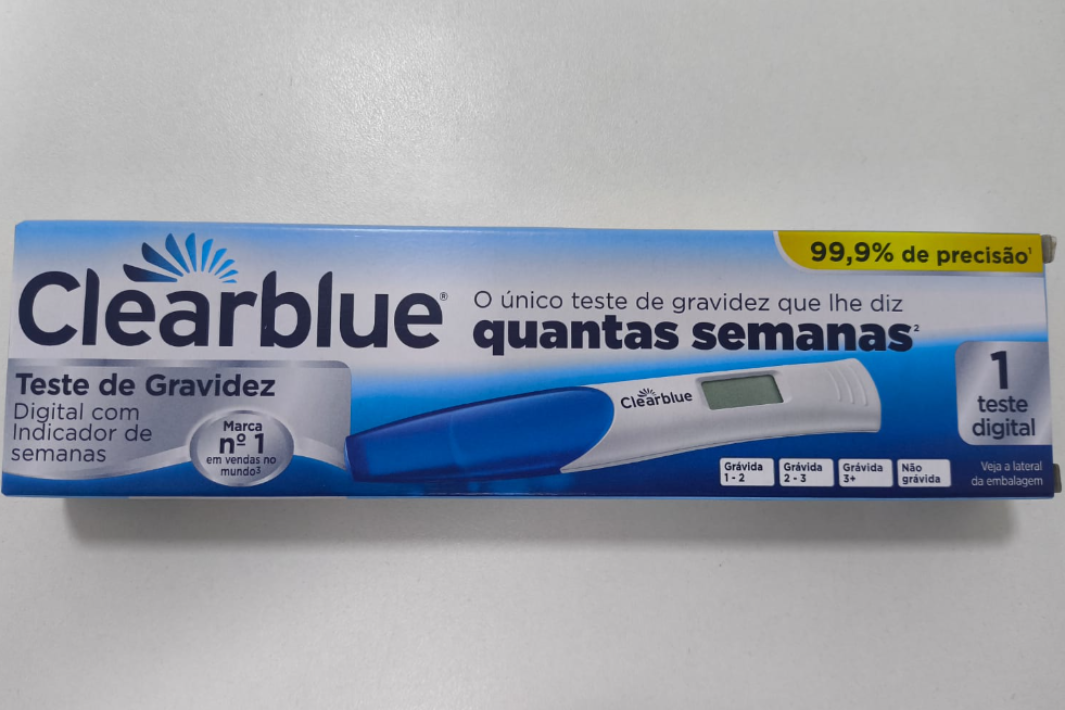 99,9% de precisão¹
Clearblue®
O único teste de gravidez que lhe diz
quantas semanas²
Teste de Gravidez
Digital com
Indicador de
semanas
Marca
nº 1
em vendas no
mundo³
Clearblue
1
teste
digital
Grávida
1 - 2
Grávida
2 - 3
Grávida
3+
Não
grávida
Veja a lateral
da embalagem